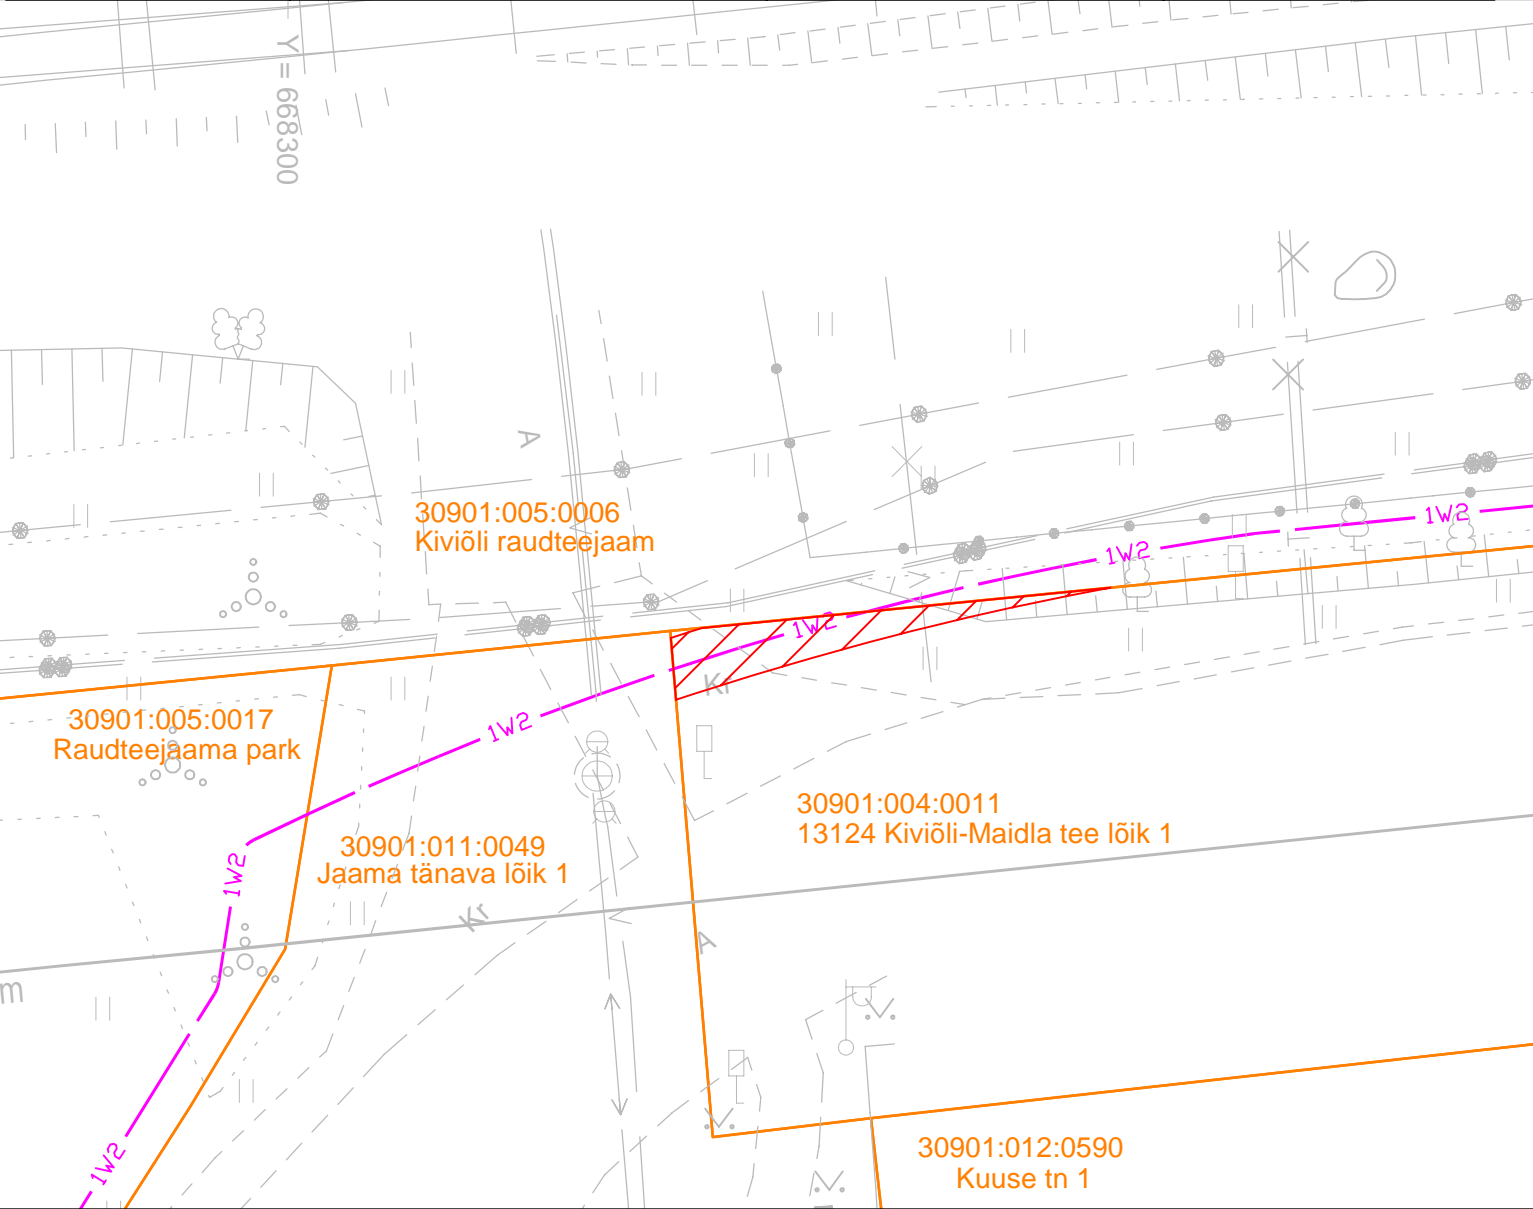 Y = 668300
A
30901:005:0006
Kiviõli raudteejaam
1W2
1W2
1W2
Kr
30901:005:0017
Raudteejaama park
1W2
30901:004:0011
13124 Kiviõli-Maidla tee lõik 1
30901:011:0049
Jaama tänava lõik 1
1W2
Kr
A
m
30901:012:0590
Kuuse tn 1
1W2